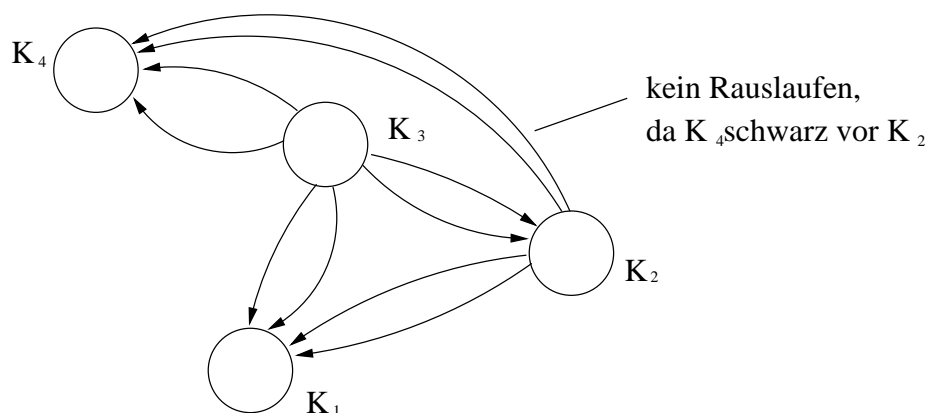 K₄
K₃
kein Rauslaufen,
da K₄schwarz vor K₂
K₂
K₁